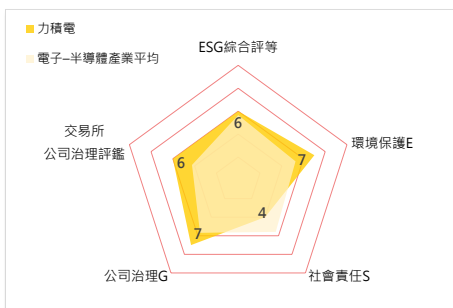 力積電
電子–半導體產業平均
ESG綜合評等
環境保護E
社會責任S
公司治理G
交易所
公司治理評鑑
6
7
4
7
6